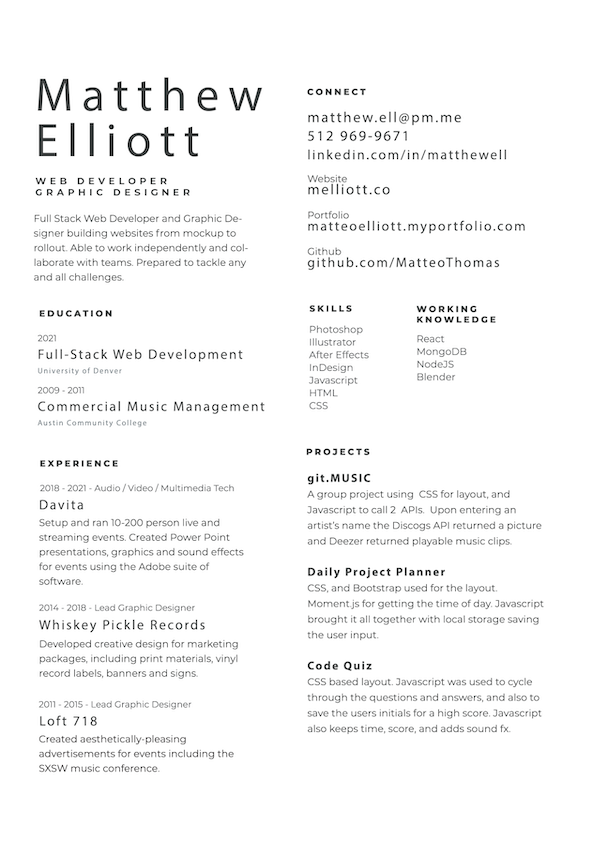 Matthew
Elliott
WEB DEVELOPER
GRAPHIC DESIGNER
Full Stack Web Developer and Graphic De-
signer building websites from mockup to
rollout. Able to work independently and col-
laborate with teams. Prepared to tackle any
and all challenges.
EDUCATION
2021
Full-Stack Web Development
University of Denver
2009 - 2011
Commercial Music Management
Austin Community College
EXPERIENCE
2018 - 2021 - Audio / Video / Multimedia Tech
Davita
Setup and ran 10-200 person live and
streaming events. Created Power Point
presentations, graphics and sound effects
for events using the Adobe suite of
software.
2014 - 2018 - Lead Graphic Designer
Whiskey Pickle Records
Developed creative design for marketing
packages, including print materials, vinyl
record labels, banners and signs.
2011 - 2015 - Lead Graphic Designer
Loft 718
Created aesthetically-pleasing
advertisements for events including the
SXSW music conference.
CONNECT
matthew.ell@pm.me
512 969-9671
linkedin.com/in/matthewell
Website
melliott.co
Portfolio
matteoelliott.myportfolio.com
Github
github.com/MatteoThomas
SKILLS
Photoshop
Illustrator
After Effects
InDesign
Javascript
HTML
CSS
WORKING
KNOWLEDGE
React
MongoDB
NodeJS
Blender
PROJECTS
git.MUSIC
A group project using  CSS for layout, and
Javascript to call 2  APIs.  Upon entering an
artist's name the Discogs API returned a picture
and Deezer returned playable music clips.
Daily Project Planner
CSS, and Bootstrap used for the layout.
Moment.js for getting the time of day. Javascript
brought it all together with local storage saving
the user input.
Code Quiz
CSS based layout. Javascript was used to cycle
through the questions and answers, and also to
save the users initials for a high score. Javascript
also keeps time, score, and adds sound fx.